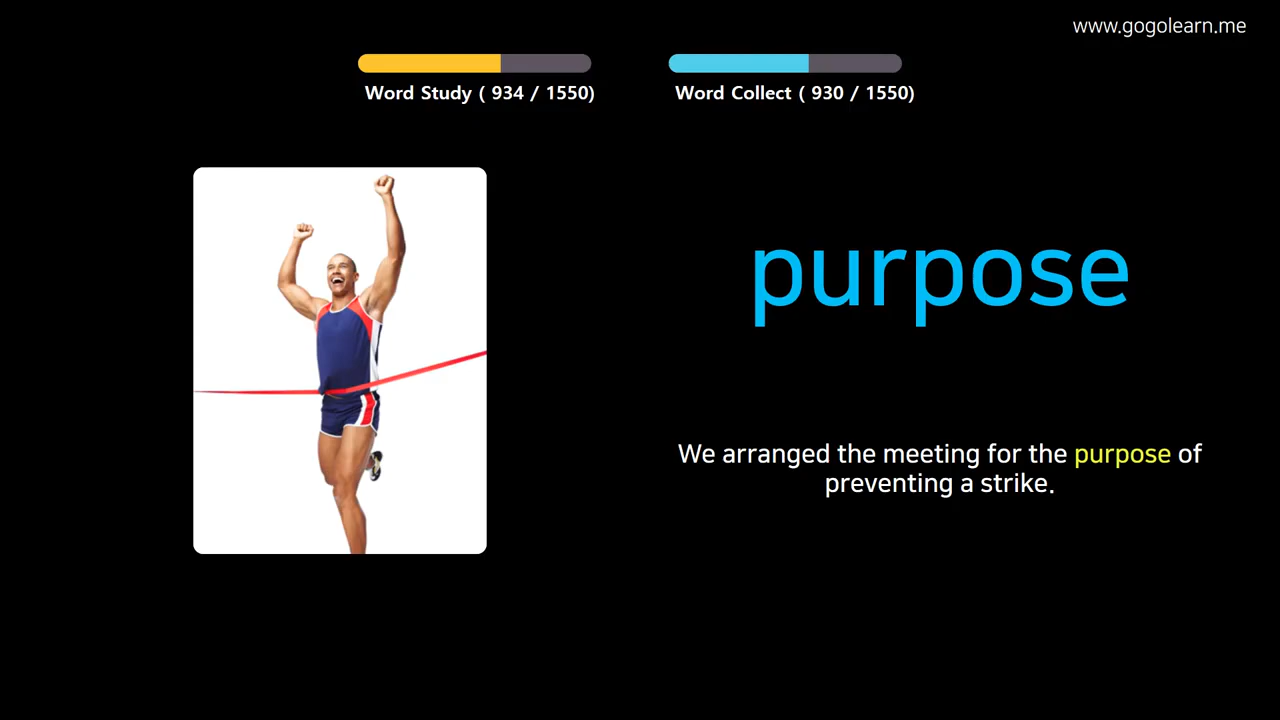 www.gogolearn.me
Word Study ( 934 / 1550)
Word Collect ( 930 / 1550)
purpose
We arranged the meeting for the purpose of
preventing a strike.